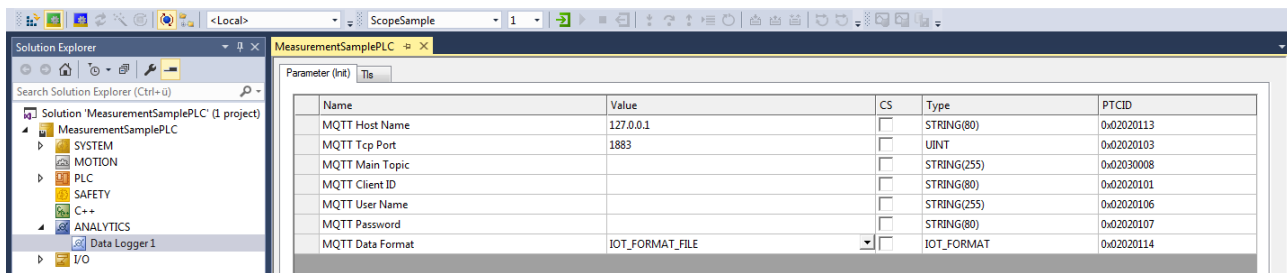 <Local> ScopeSample 1
Solution Explorer
MeasurementSamplePLC
Search Solution Explorer (Ctrl+ü)
Parameter (Init) Tls
Solution 'MeasurementSamplePLC' (1 project)
MeasurementSamplePLC
SYSTEM
MOTION
PLC
SAFETY
C++
ANALYTICS
Data Logger1
I/O
Name Value CS Type PTCID
MQTT Host Name 127.0.0.1 STRING(80) 0x02020113
MQTT Tcp Port 1883 UINT 0x02020103
MQTT Main Topic STRING(255) 0x02030008
MQTT Client ID STRING(80) 0x02020101
MQTT User Name STRING(255) 0x02020106
MQTT Password STRING(80) 0x02020107
MQTT Data Format IOT_FORMAT_FILE IOT_FORMAT 0x02020114